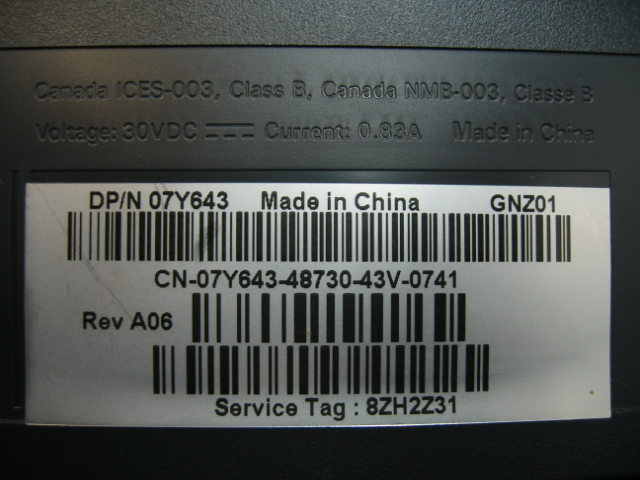 Canada ICES-003, Class B, Canada NMB-003, Classe B
Voltage: 30VDC Current: 0.83A Made in China
DP/N 07Y643 Made in China GNZ01
CN-07Y643-48730-43V-0741
Rev A06
Service Tag : 8ZH2Z31